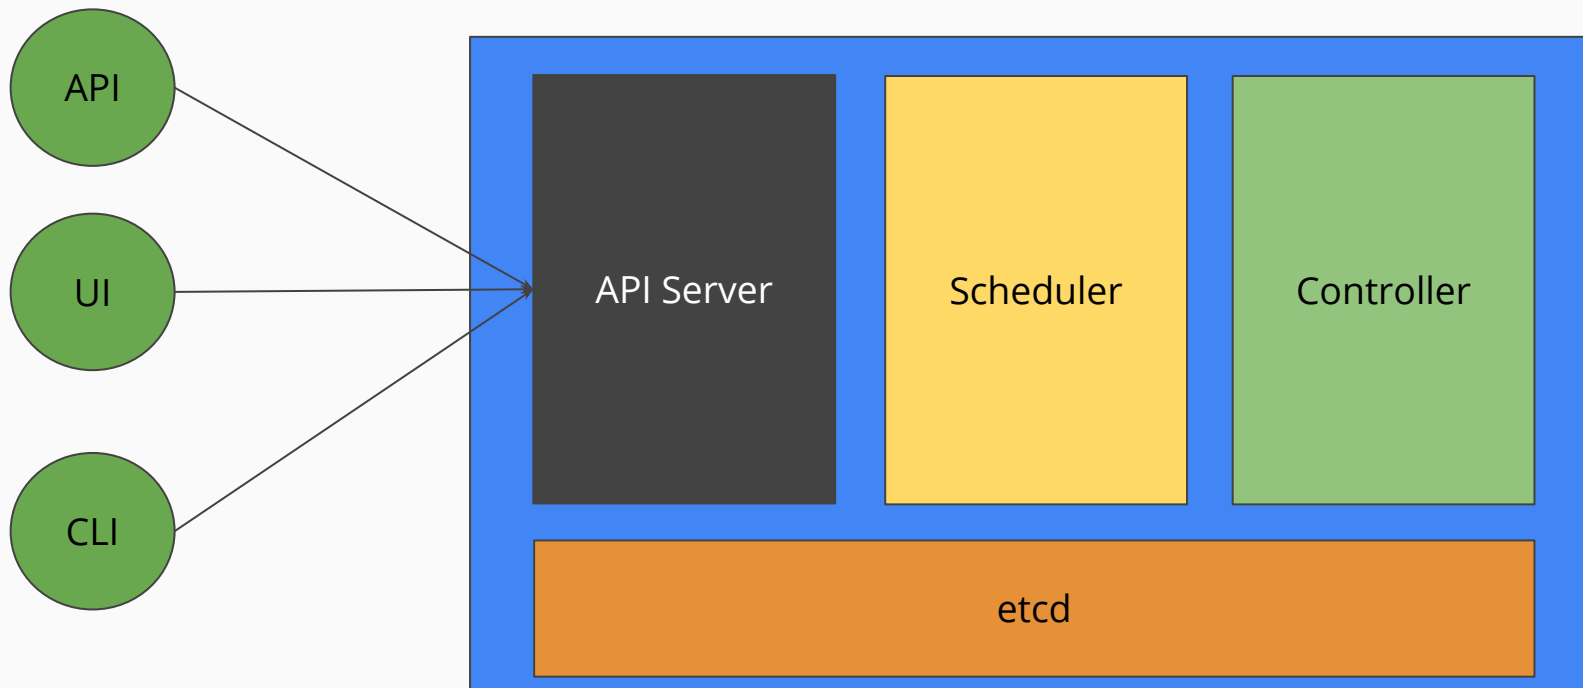 API
UI
CLI
API Server
Scheduler
Controller
etcd